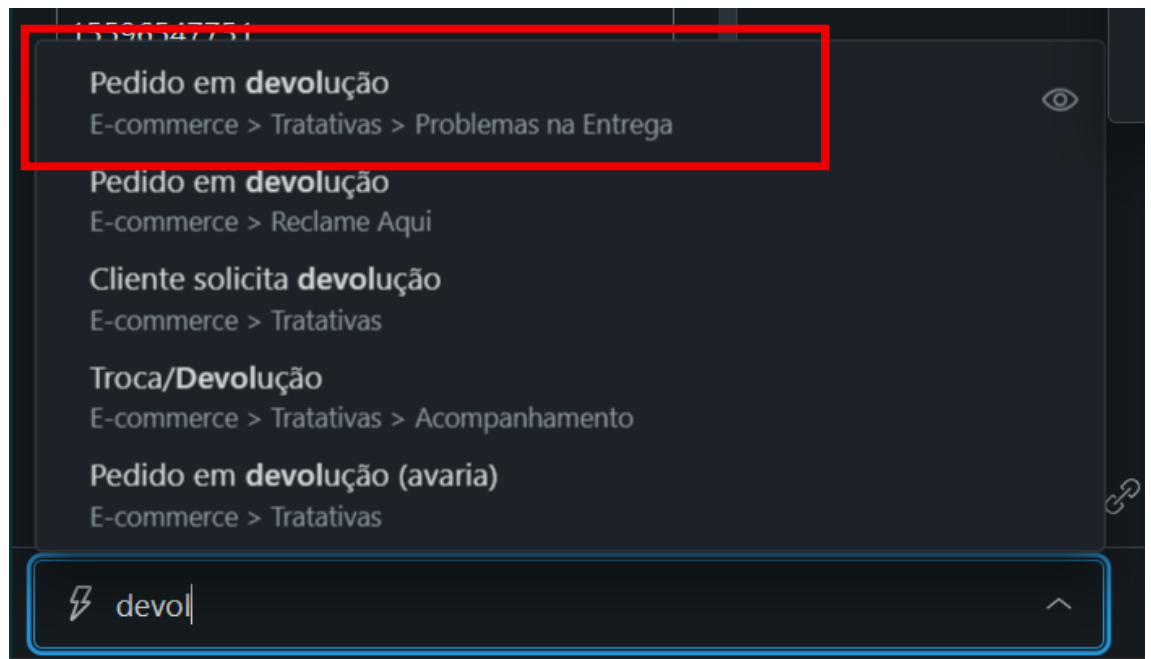 15596547751
Pedido em devolução
E-commerce > Tratativas > Problemas na Entrega
Pedido em devolução
E-commerce > Reclame Aqui
Cliente solicita devolução
E-commerce > Tratativas
Troca/Devolução
E-commerce > Tratativas > Acompanhamento
Pedido em devolução (avaria)
E-commerce > Tratativas
devol